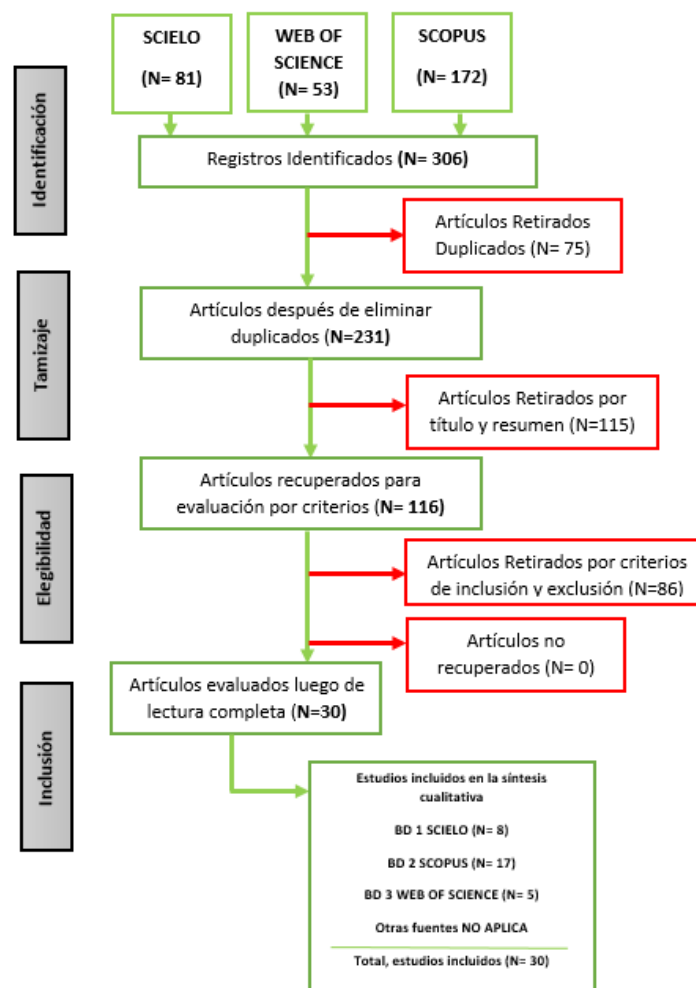 SCIELO
(N= 81)
WEB OF
SCIENCE
(N= 53)
SCOPUS
(N= 172)
Identificación
Registros Identificados (N= 306)
Artículos Retirados
Duplicados (N= 75)
Tamizaje
Artículos después de eliminar
duplicados (N=231)
Artículos Retirados por
título y resumen (N=115)
Elegibilidad
Artículos recuperados para
evaluación por criterios (N= 116)
Artículos Retirados por criterios
de inclusión y exclusión (N=86)
Artículos no
recuperados (N= 0)
Inclusión
Artículos evaluados luego de
lectura completa (N=30)
Estudios incluidos en la síntesis
cualitativa
BD 1 SCIELO (N= 8)
BD 2 SCOPUS (N= 17)
BD 3 WEB OF SCIENCE (N= 5)
Otras fuentes NO APLICA
Total, estudios incluidos (N= 30)